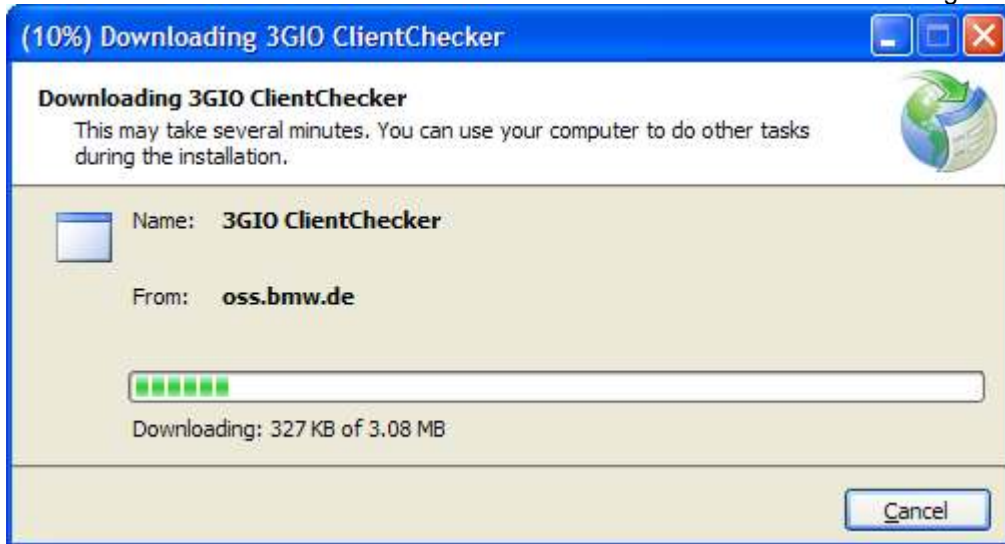 (10%) Downloading 3GIO ClientChecker
Downloading 3GIO ClientChecker
This may take several minutes. You can use your computer to do other tasks
during the installation.
Name: 3GIO ClientChecker
From: oss.bmw.de
Downloading: 327 KB of 3.08 MB
Cancel